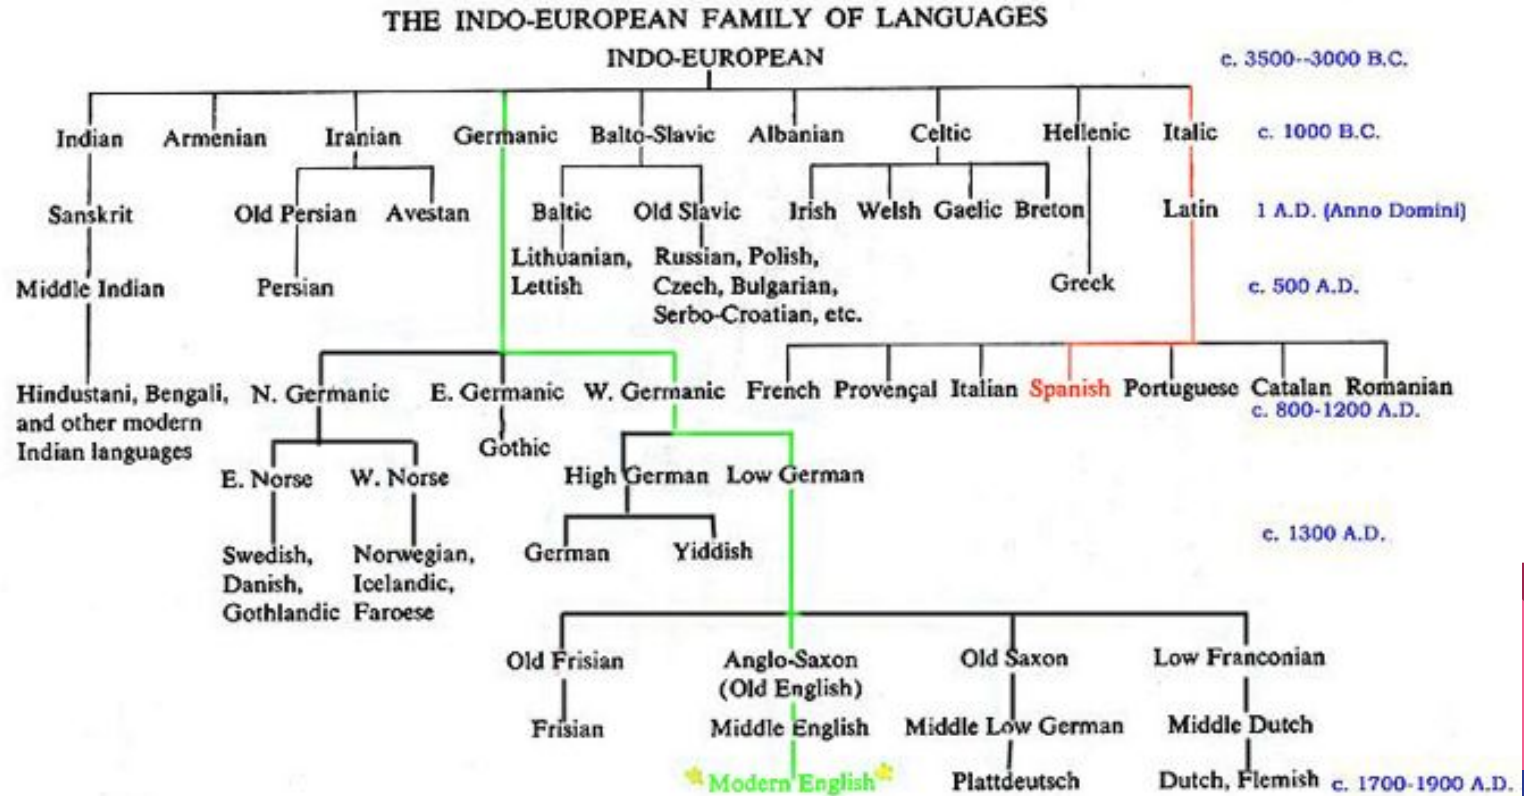 THE INDO-EUROPEAN FAMILY OF LANGUAGES
INDO-EUROPEAN
c. 3500--3000 B.C.
Indian Armenian Iranian Germanic Balto-Slavic Albanian Celtic Hellenic Italic c. 1000 B.C.
Sanskrit Old Persian Avestan Baltic Old Slavic Irish Welsh Gaelic Breton Latin 1 A.D. (Anno Domini)
Lithuanian, Russian, Polish,
Middle Indian Persian Lettish Czech, Bulgarian, Greek c. 500 A.D.
Serbo-Croatian, etc.
Hindustani, Bengali, N. Germanic E. Germanic W. Germanic French Provençal Italian Spanish Portuguese Catalan Romanian
c. 800-1200 A.D.
and other modern
Indian languages Gothic
E. Norse W. Norse High German Low German
c. 1300 A.D.
Swedish, Norwegian, German Yiddish
Danish, Icelandic,
Gothlandic Faroese
Old Frisian Anglo-Saxon Old Saxon Low Franconian
(Old English)
Frisian Middle English Middle Low German Middle Dutch
*Modern English* Plattdeutsch Dutch, Flemish c. 1700-1900 A.D.